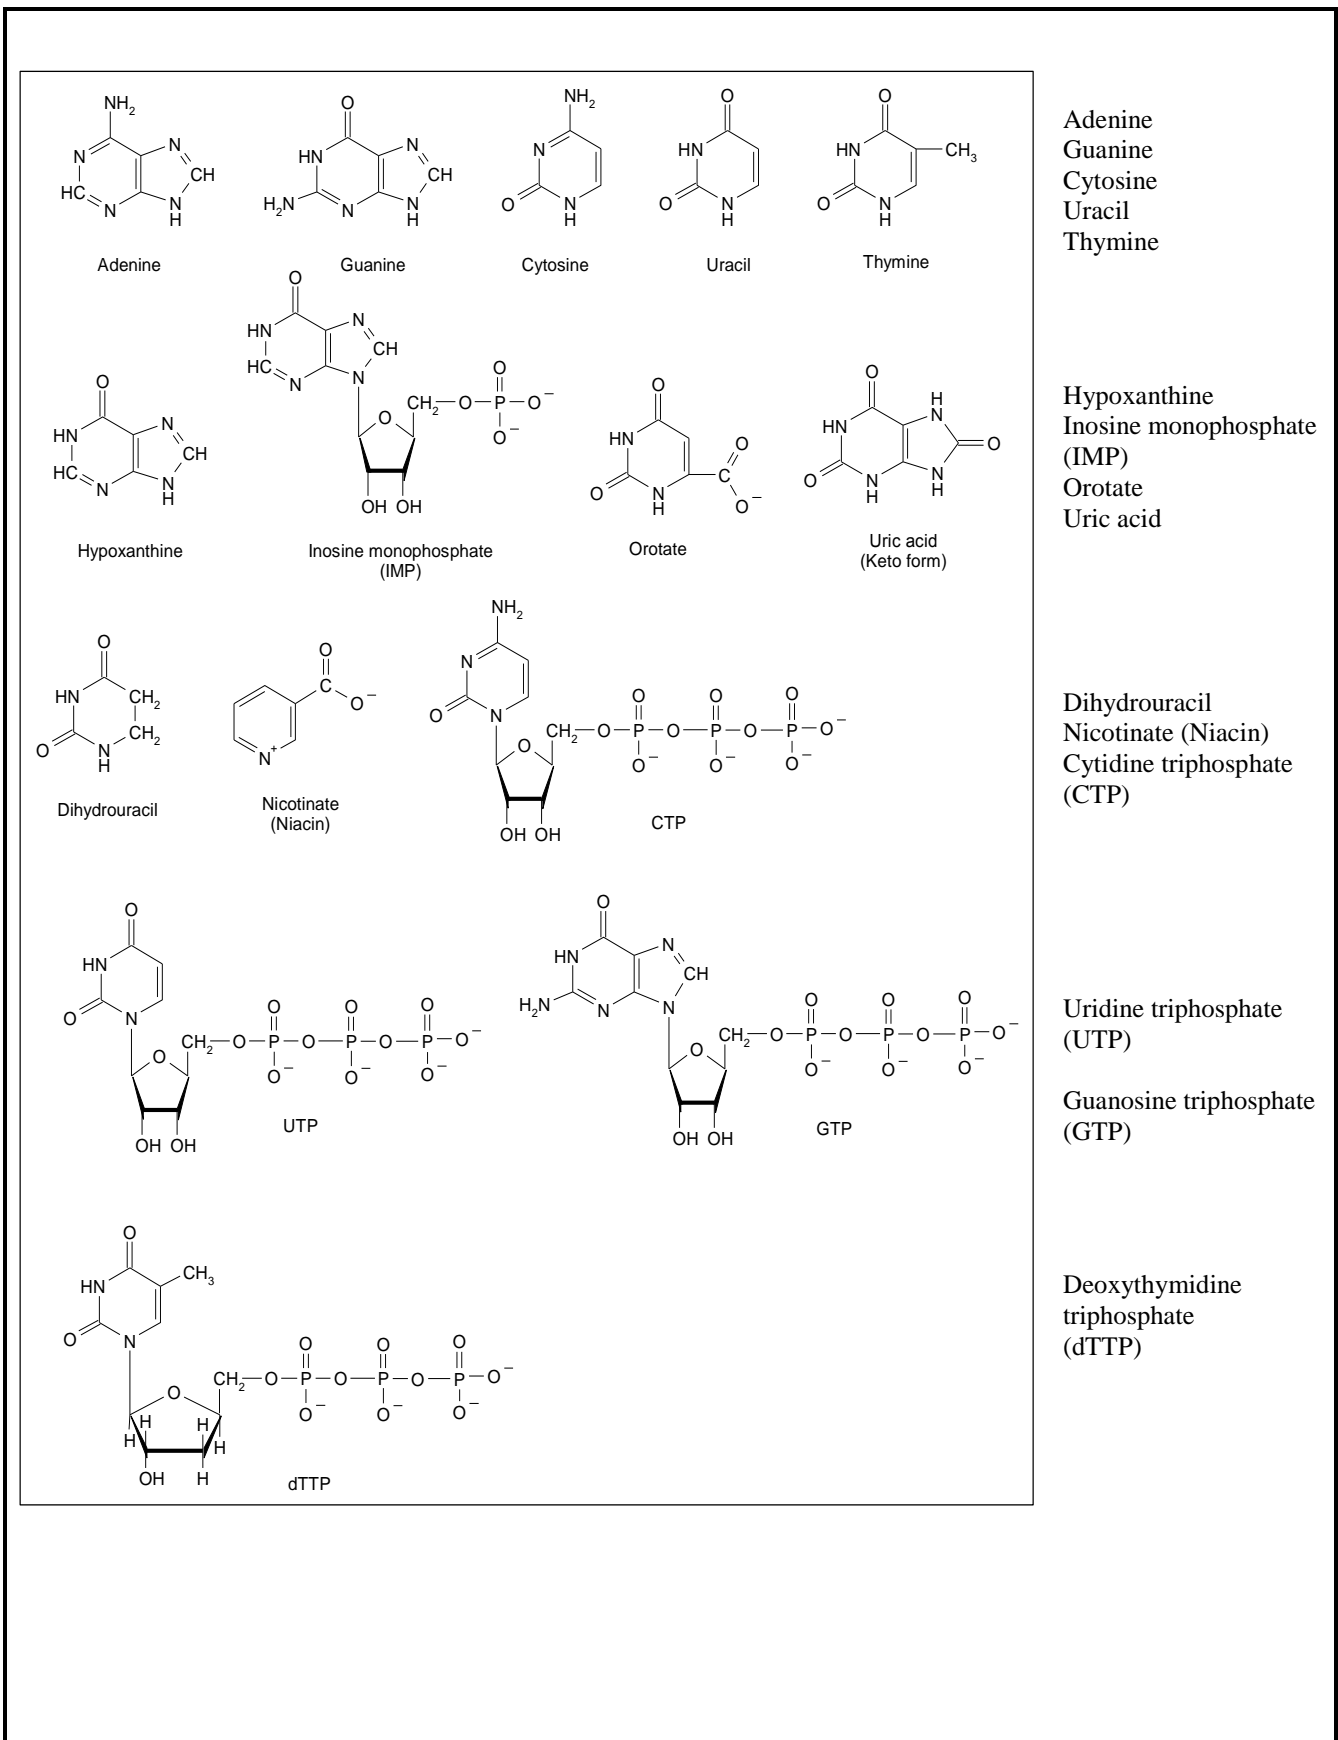 NH2
N
N
HC
N
N
H
CH
Adenine
O
HN
N
H2N
N
N
H
CH
Guanine
NH2
N
O
N
H
Cytosine
O
HN
O
N
H
Uracil
O
HN
CH3
O
N
H
Thymine
Adenine
Guanine
Cytosine
Uracil
Thymine
O
HN
N
HC
N
N
H
CH
Hypoxanthine
O
HN
N
HC
N
N
CH
O
CH2
O
P
O
O−
O−
OH OH
Inosine monophosphate
(IMP)
O
HN
O
N
H
C
O
O−
Orotate
O
HN
H
N
O
O
N
H
N
H
Uric acid
(Keto form)
Hypoxanthine
Inosine monophosphate
(IMP)
Orotate
Uric acid
O
HN
CH2
O
N
H
CH2
Dihydrouracil
O
C
O−
N+
Nicotinate
(Niacin)
NH2
N
O
N
O
CH2
O
P
O
P
O
P
O−
O
O
O
O−
O−
O−
OH OH
CTP
Dihydrouracil
Nicotinate (Niacin)
Cytidine triphosphate
(CTP)
O
HN
O
N
O
CH2
O
P
O
P
O
P
O−
O
O
O
O−
O−
O−
OH OH
UTP
O
HN
N
H2N
N
N
CH
O
CH2
O
P
O
P
O
P
O−
O
O
O
O−
O−
O−
OH OH
GTP
Uridine triphosphate
(UTP)
Guanosine triphosphate
(GTP)
O
HN
CH3
O
N
O
CH2
O
P
O
P
O
P
O−
O
O
O
O−
O−
O−
H
H
H
H
OH
H
dTTP
Deoxythymidine
triphosphate
(dTTP)